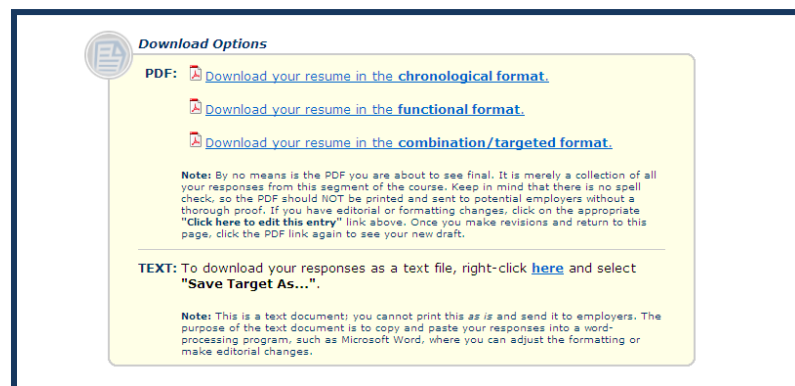 Download Options
PDF: Download your resume in the chronological format.
Download your resume in the functional format.
Download your resume in the combination/targeted format.
Note: By no means is the PDF you are about to see final. It is merely a collection of all
your responses from this segment of the course. Keep in mind that there is no spell
check, so the PDF should NOT be printed and sent to potential employers without a
thorough proof. If you have editorial or formatting changes, click on the appropriate
"Click here to edit this entry" link above. Once you make revisions and return to this
page, click the PDF link again to see your new draft.
TEXT: To download your responses as a text file, right-click here and select
"Save Target As...".
Note: This is a text document; you cannot print this as is and send it to employers. The
purpose of the text document is to copy and paste your responses into a word-
processing program, such as Microsoft Word, where you can adjust the formatting or
make editorial changes.